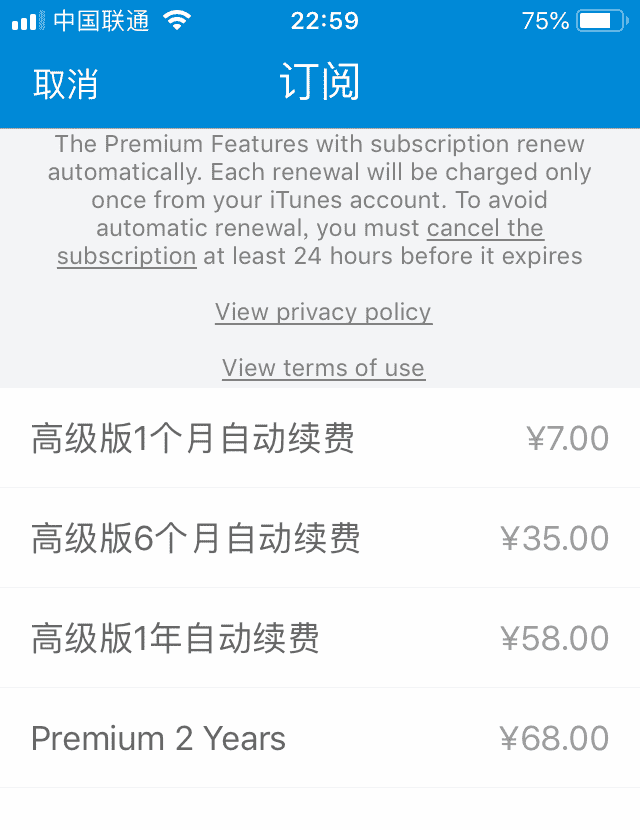 中国联通 22:59 75%
取消 订阅
The Premium Features with subscription renew
automatically. Each renewal will be charged only
once from your iTunes account. To avoid
automatic renewal, you must cancel the
subscription at least 24 hours before it expires
View privacy policy
View terms of use
高级版1个月自动续费 ¥7.00
高级版6个月自动续费 ¥35.00
高级版1年自动续费 ¥58.00
Premium 2 Years ¥68.00